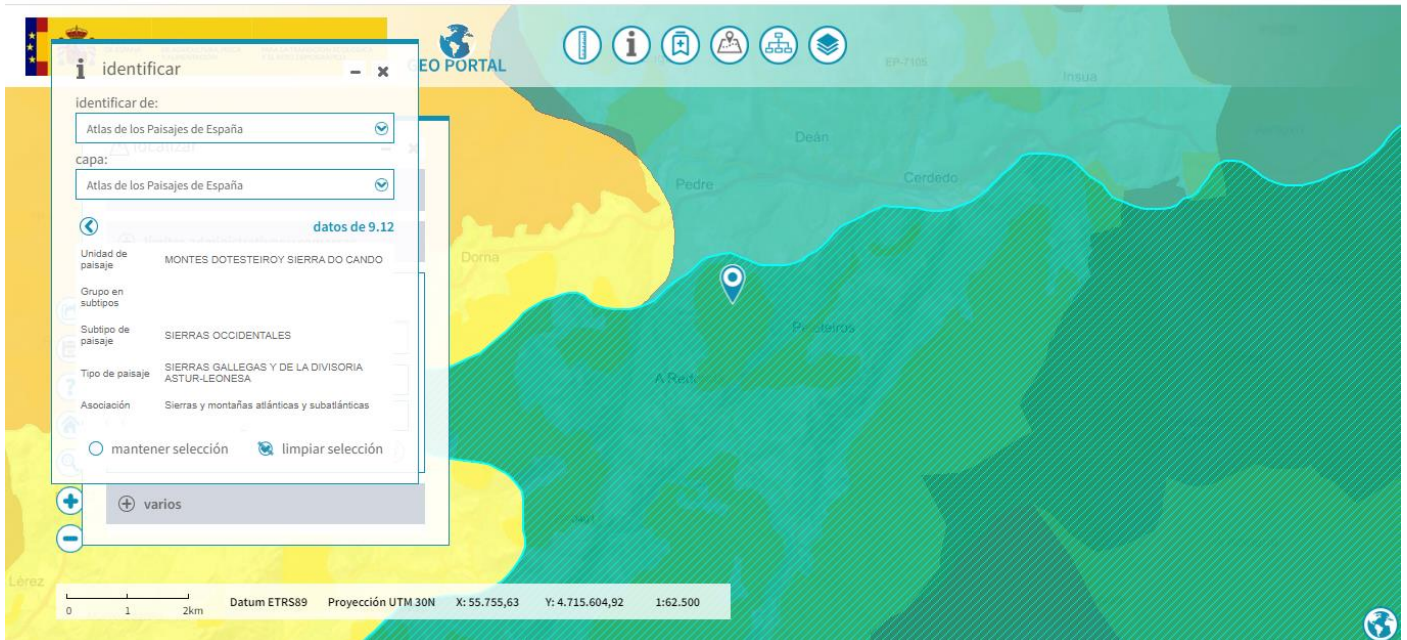 GEO PORTAL
i identificar
identificar de:
Atlas de los Paisajes de España
localizar
capa:
Atlas de los Paisajes de España
datos de 9.12
Unidad de paisaje MONTES DOTESTEIROY SIERRA DO CANDO
Grupo en subtipos
Subtipo de paisaje SIERRAS OCCIDENTALES
Tipo de paisaje SIERRAS GALLEGAS Y DE LA DIVISORIA ASTUR-LEONESA
Asociación Sierras y montañas atlánticas y subatlánticas
mantener selección limpiar selección
varios
EP-7105
Insua
Deán
Pedre
Cerdedo
Dorna
A Redo
Lérez
0 1 2km Datum ETRS89 Proyección UTM 30N X: 55.755,63 Y: 4.715.604,92 1:62.500